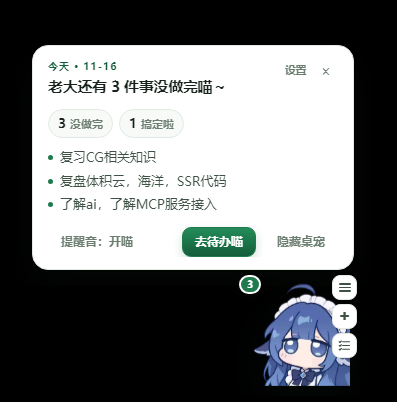 今天 • 11-16
设置 ×
老大还有 3 件事没做完喵～
3 没做完 1 搞定啦
• 复习CG相关知识
• 复盘体积云，海洋，SSR代码
• 了解ai，了解MCP服务接入
提醒音：开喵 去待办喵 隐藏桌宠
3